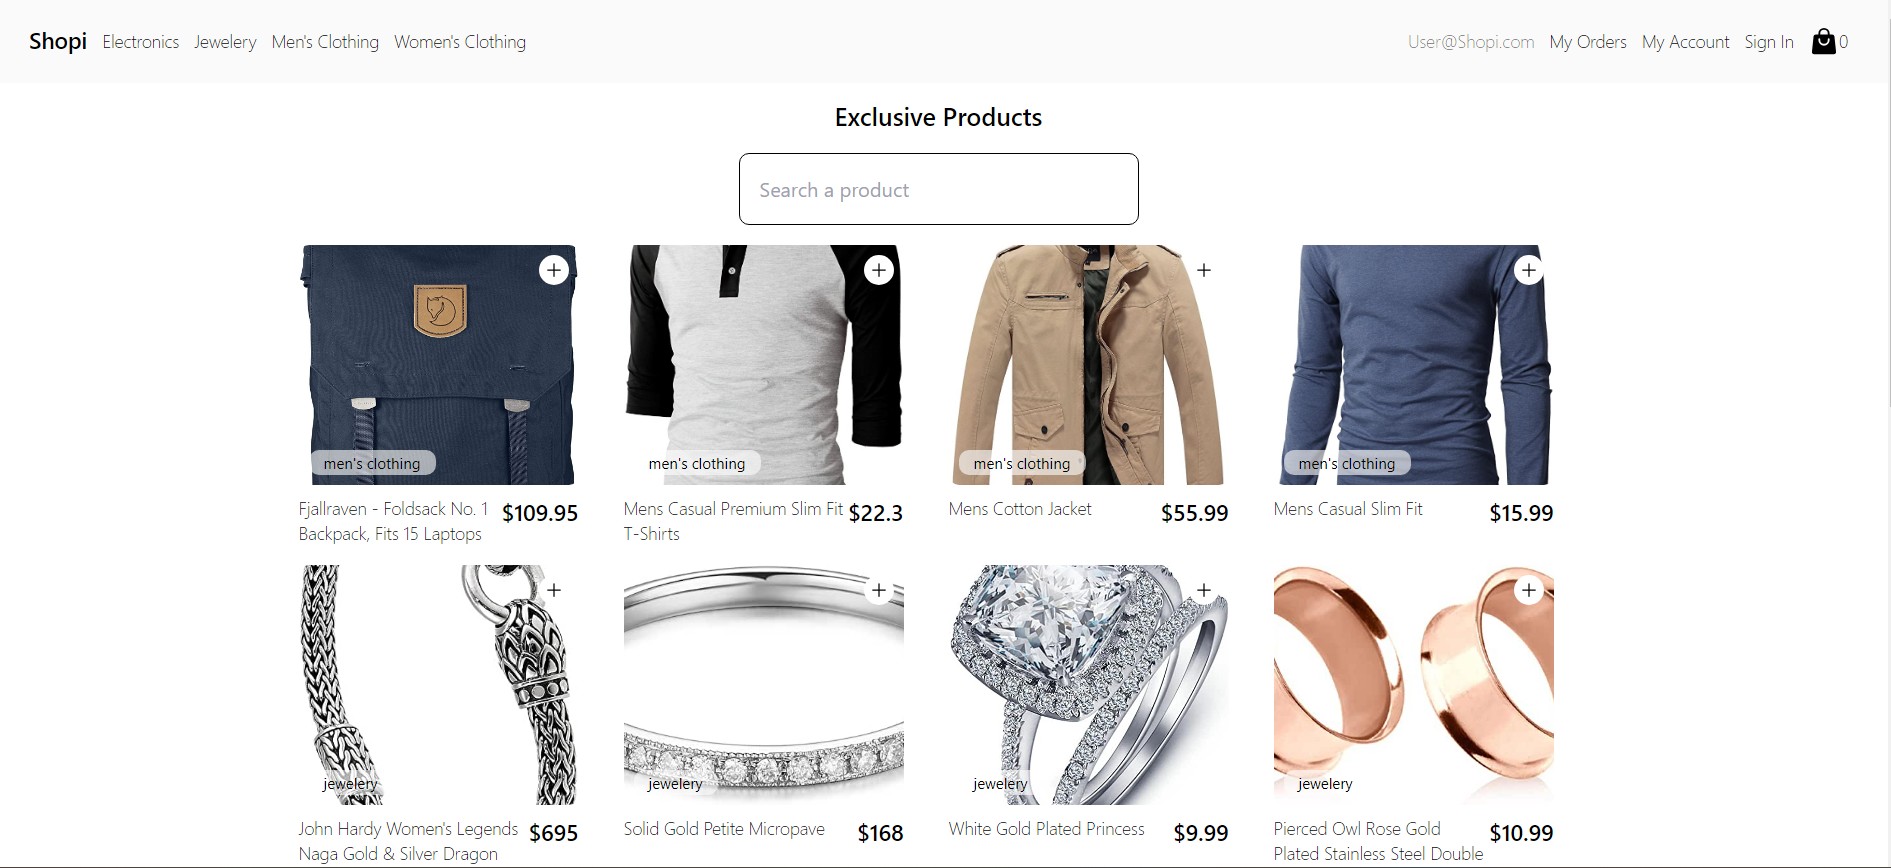 Shopi Electronics Jewelery Men's Clothing Women's Clothing User@Shopi.com My Orders My Account Sign In 0
Exclusive Products
Search a product
men's clothing
Fjallraven - Foldsack No. 1 $109.95
Backpack, Fits 15 Laptops
men's clothing
Mens Casual Premium Slim Fit $22.3
T-Shirts
men's clothing
Mens Cotton Jacket $55.99
men's clothing
Mens Casual Slim Fit $15.99
jewelery
John Hardy Women's Legends $695
Naga Gold & Silver Dragon
jewelery
Solid Gold Petite Micropave $168
jewelery
White Gold Plated Princess $9.99
jewelery
Pierced Owl Rose Gold $10.99
Plated Stainless Steel Double